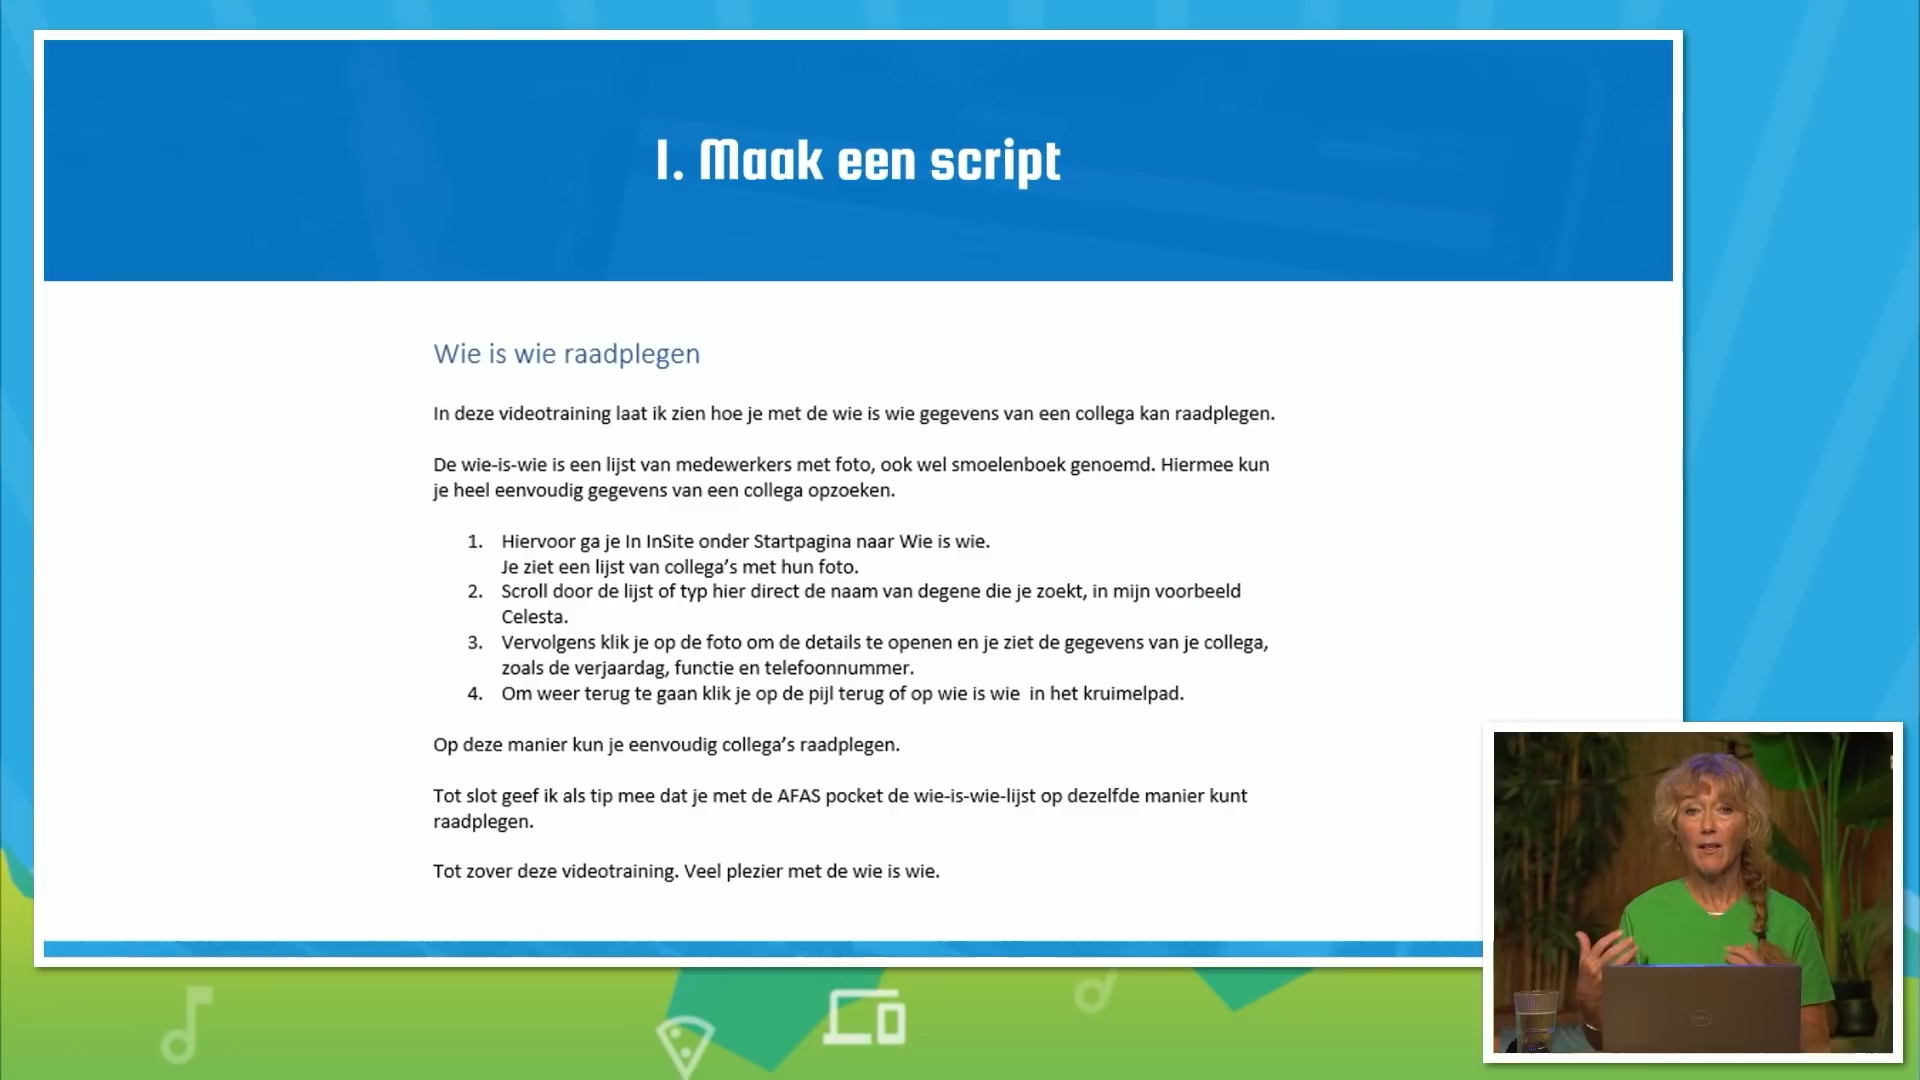 1. Maak een script
Wie is wie raadplegen
In deze videotraining laat ik zien hoe je met de wie is wie gegevens van een collega kan raadplegen.
De wie-is-wie is een lijst van medewerkers met foto, ook wel smoelenboek genoemd. Hiermee kun
je heel eenvoudig gegevens van een collega opzoeken.
1. Hiervoor ga je In InSite onder Startpagina naar Wie is wie.
Je ziet een lijst van collega’s met hun foto.
2. Scroll door de lijst of typ hier direct de naam van degene die je zoekt, in mijn voorbeeld
Celesta.
3. Vervolgens klik je op de foto om de details te openen en je ziet de gegevens van je collega,
zoals de verjaardag, functie en telefoonnummer.
4. Om weer terug te gaan klik je op de pijl terug of op wie is wie  in het kruimelpad.
Op deze manier kun je eenvoudig collega’s raadplegen.
Tot slot geef ik als tip mee dat je met de AFAS pocket de wie-is-wie-lijst op dezelfde manier kunt
raadplegen.
Tot zover deze videotraining. Veel plezier met de wie is wie.